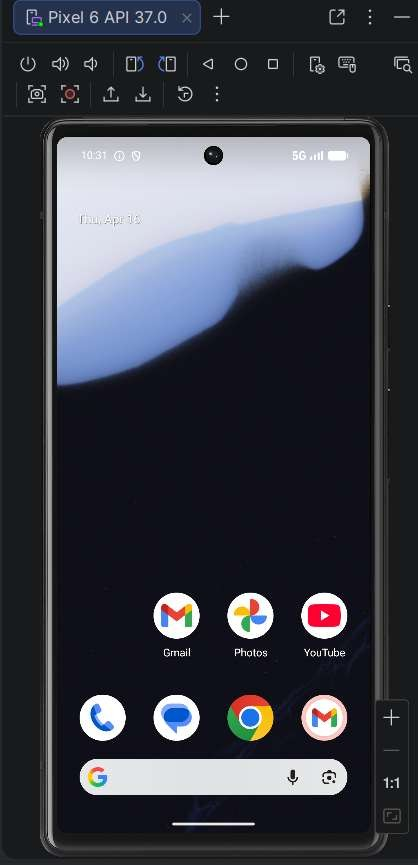 Pixel 6 API 37.0
10:31
5G
Thu, Apr 16
Gmail
Photos
YouTube
1:1